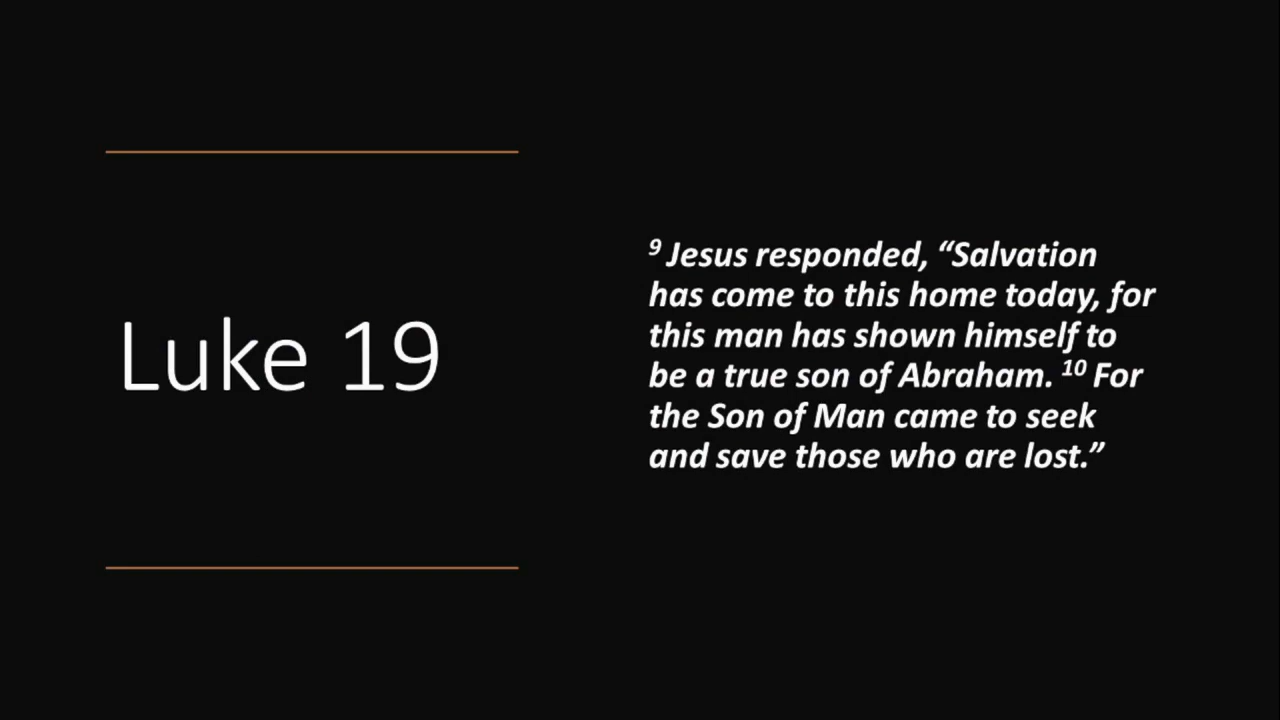 Luke 19
⁹ Jesus responded, “Salvation
has come to this home today, for
this man has shown himself to
be a true son of Abraham. ¹⁰ For
the Son of Man came to seek
and save those who are lost.”